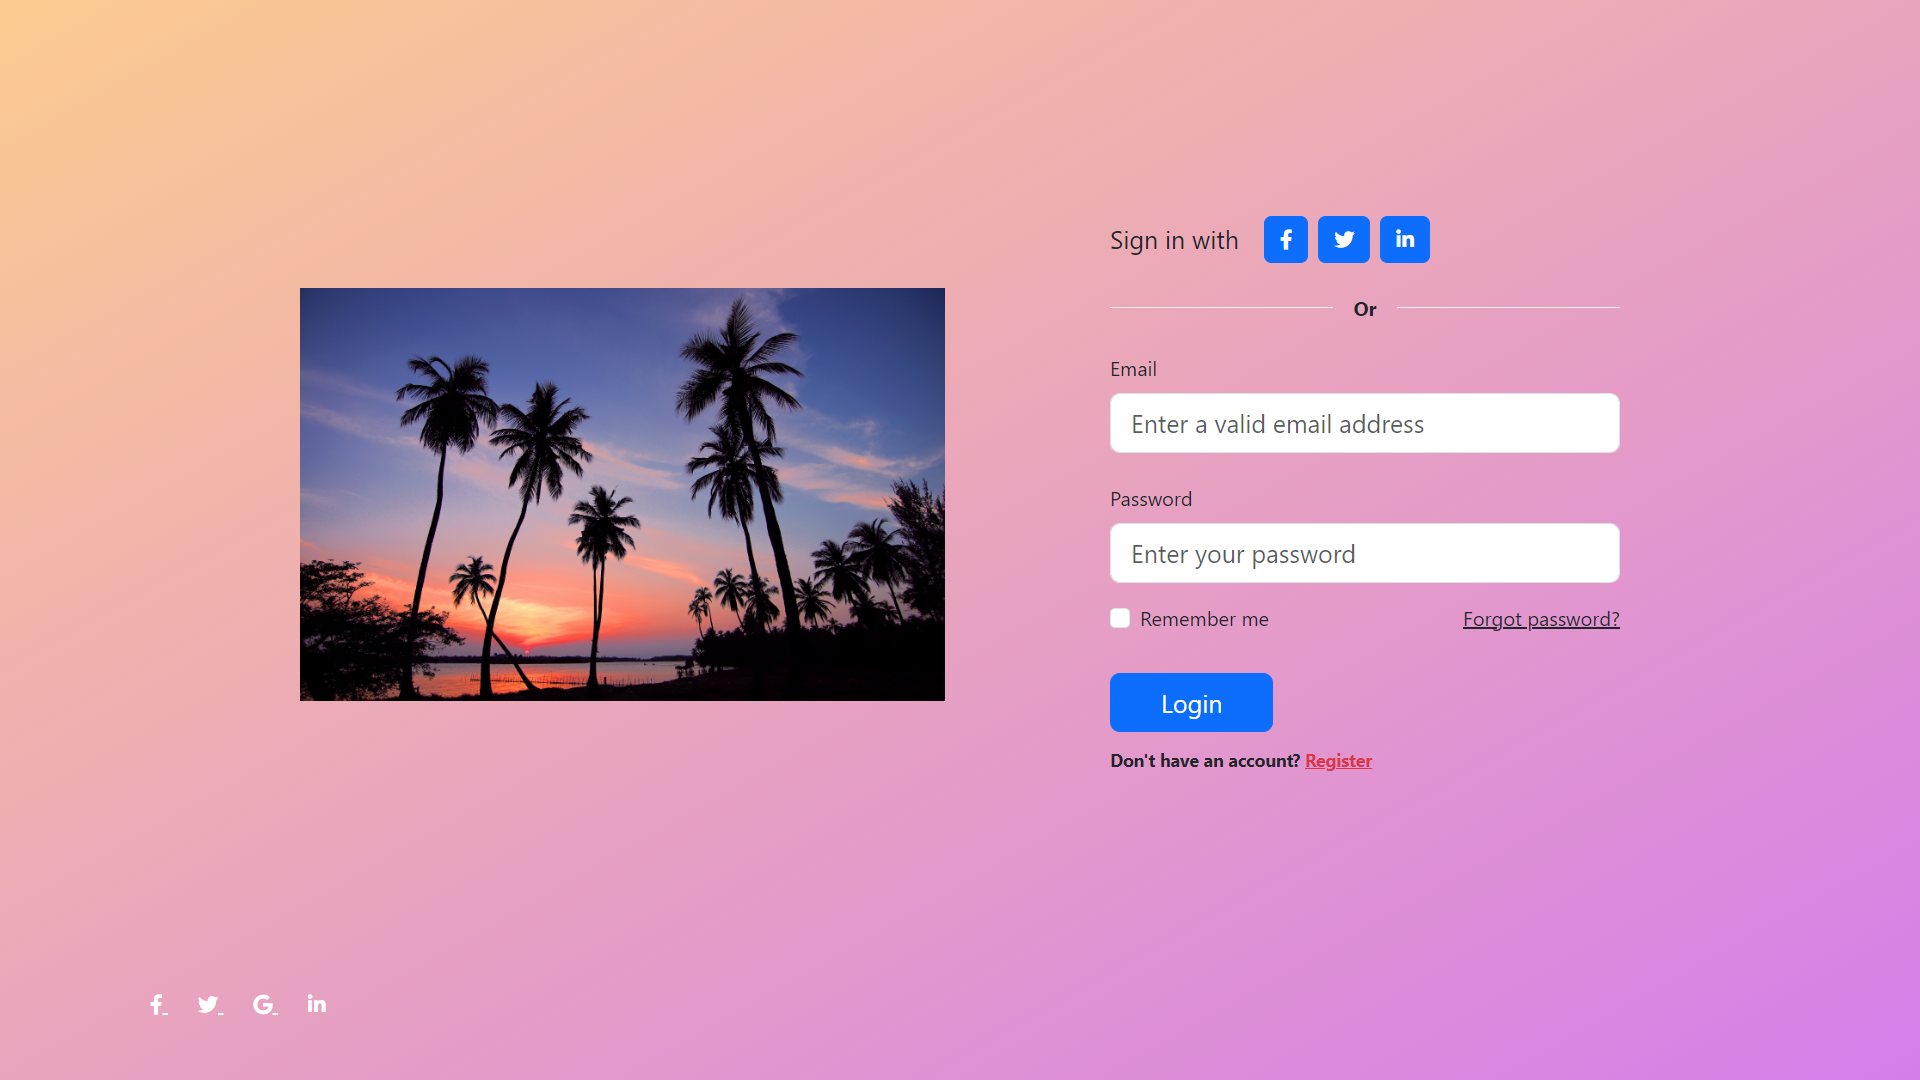 Sign in with
Or
Email
Enter a valid email address
Password
Enter your password
Remember me
Forgot password?
Login
Don't have an account? Register